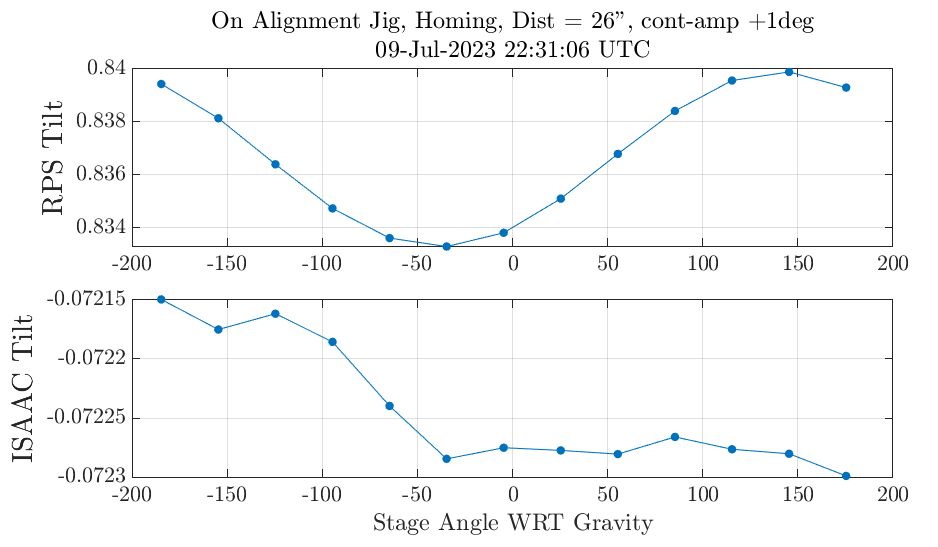 On Alignment Jig, Homing, Dist = 26”, cont-amp +1deg
09-Jul-2023 22:31:06 UTC
RPS Tilt
0.84
0.838
0.836
0.834
-200 -150 -100 -50 0 50 100 150 200
ISAAC Tilt
-0.07215
-0.0722
-0.07225
-0.0723
-200 -150 -100 -50 0 50 100 150 200
Stage Angle WRT Gravity